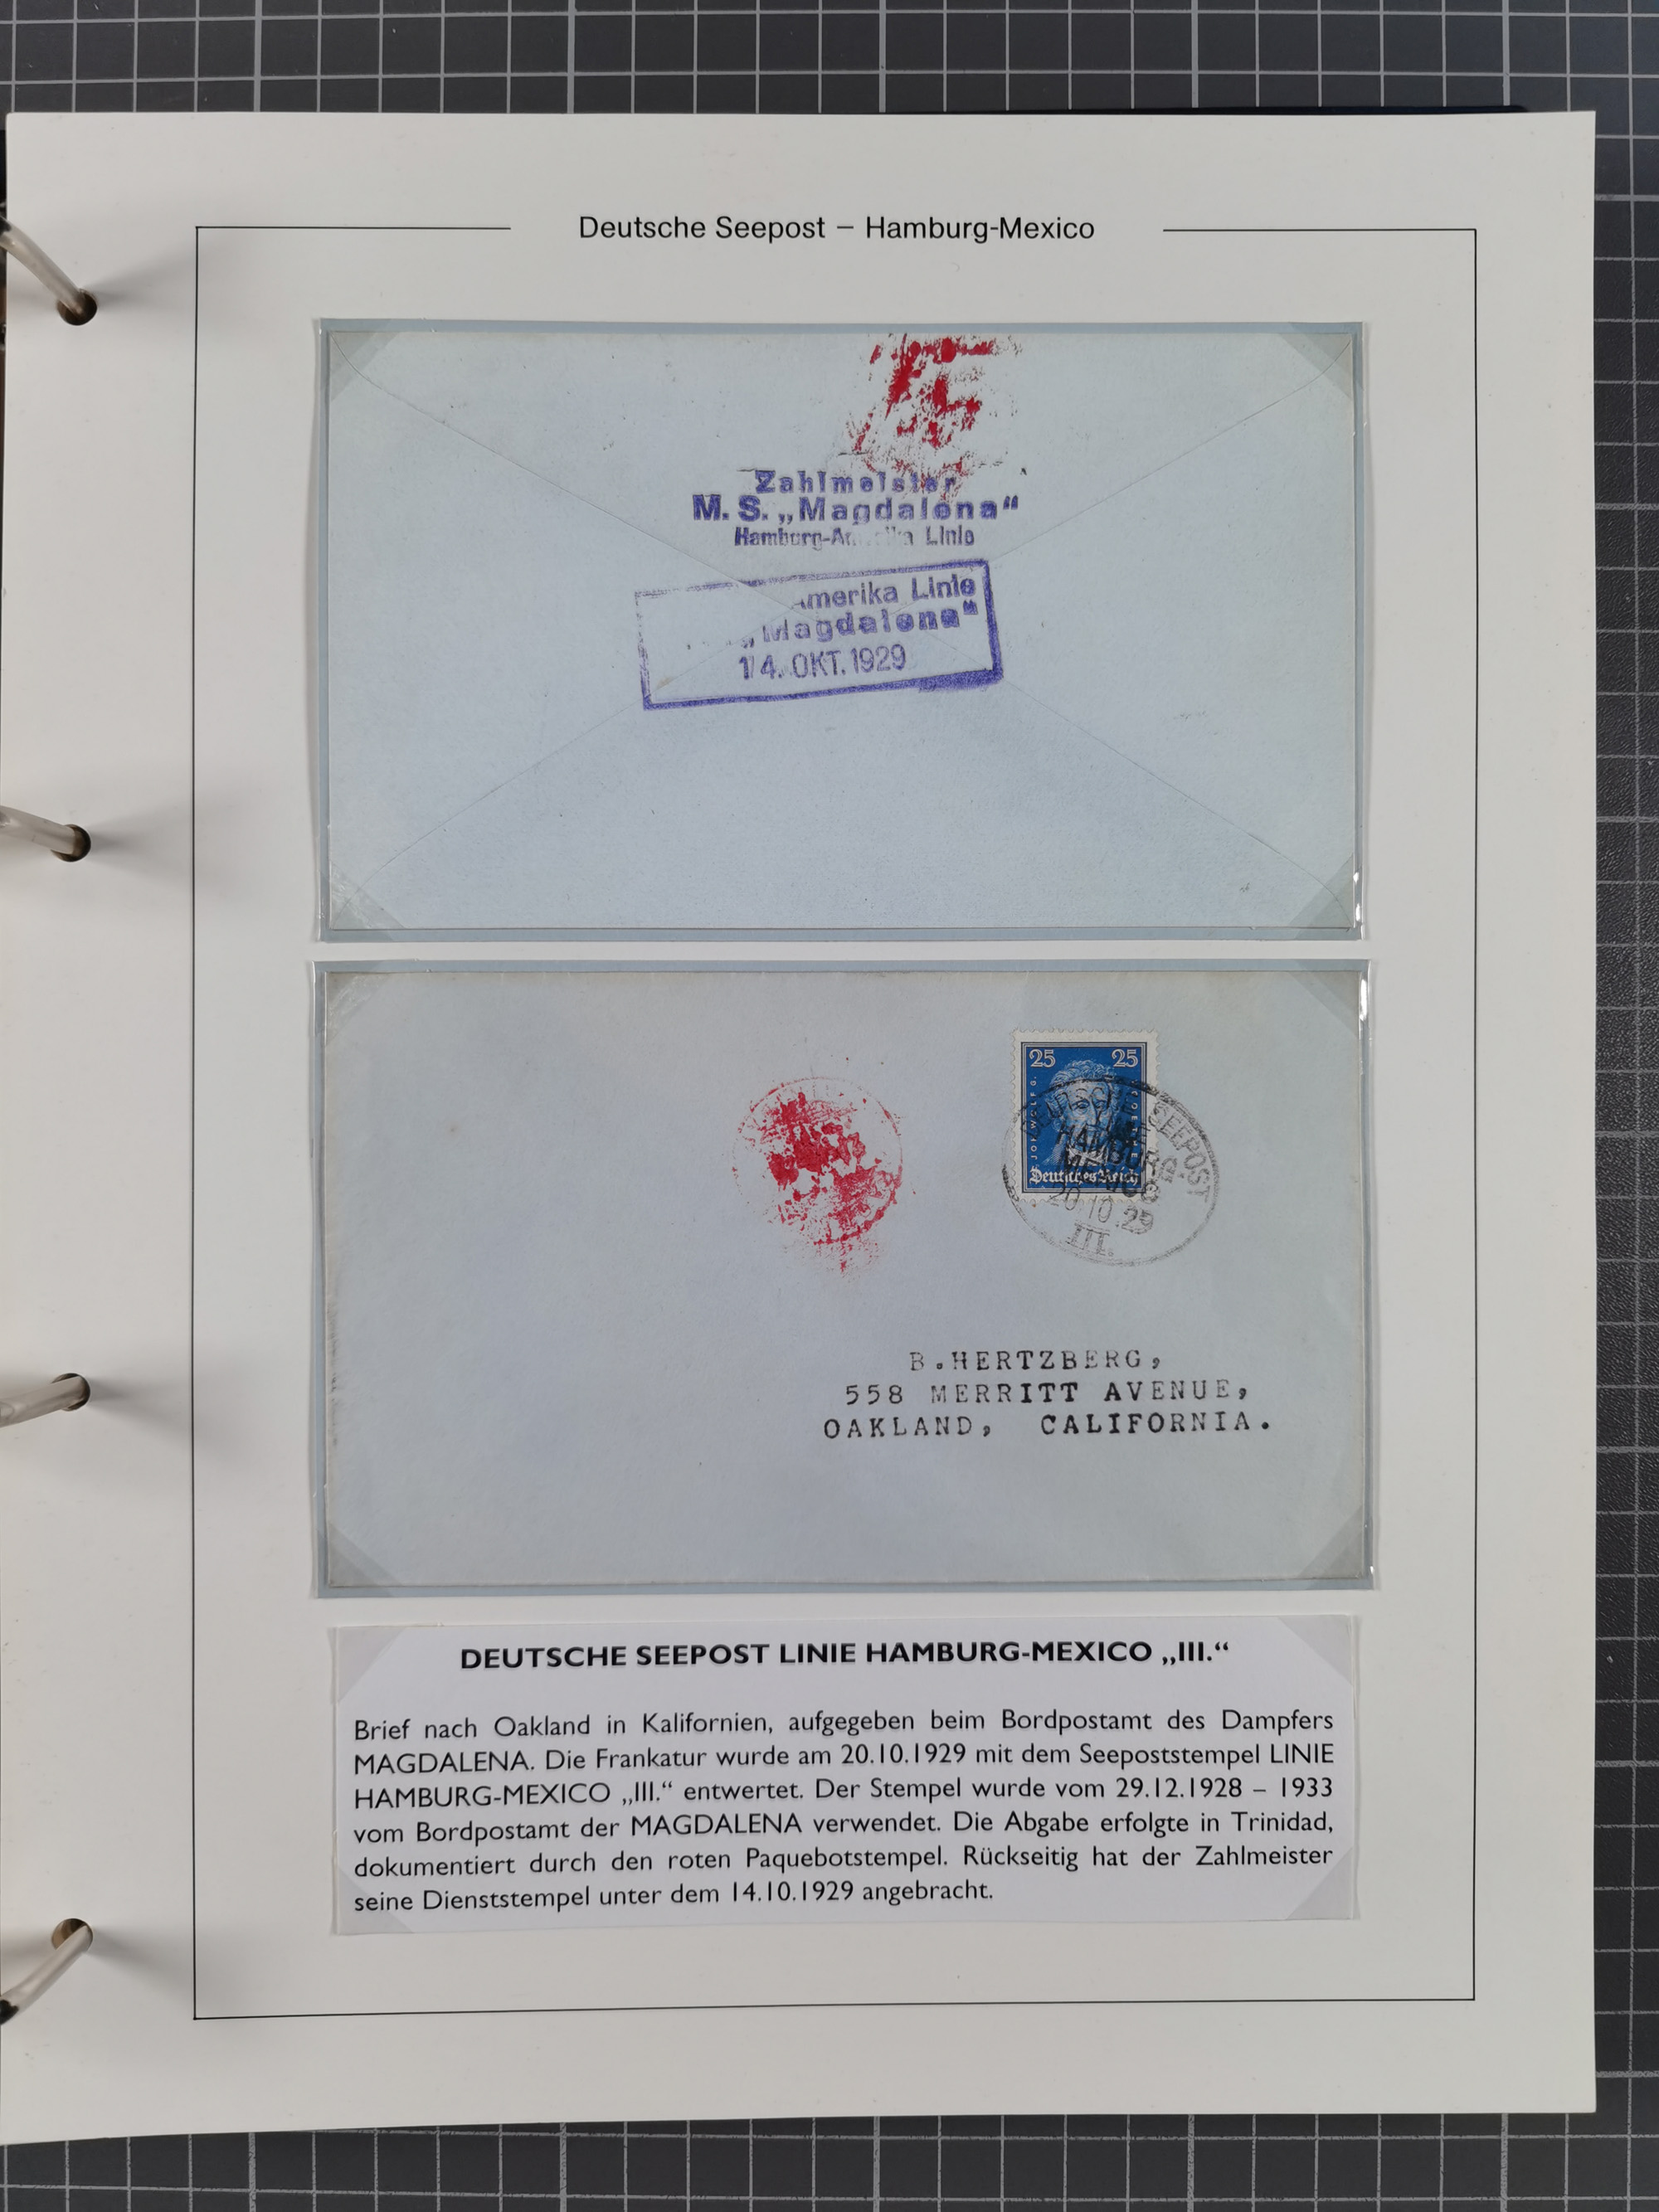 Deutsche Seepost – Hamburg-Mexico
Zahlmeister
M. S. „Magdalena“
Hamburg-Amerika Linie
Amerika Linie
„Magdalena“
14. OKT. 1929
25 25
DEUTSCHE SEEPOST
HAMBURG
MEXICO
Deutsches Reich
20.10.29
III.
B.HERTZBERG,
558 MERRITT AVENUE,
OAKLAND, CALIFORNIA.
DEUTSCHE SEEPOST LINIE HAMBURG-MEXICO „III.“
Brief nach Oakland in Kalifornien, aufgegeben beim Bordpostamt des Dampfers
MAGDALENA. Die Frankatur wurde am 20.10.1929 mit dem Seepoststempel LINIE
HAMBURG-MEXICO „III.“ entwertet. Der Stempel wurde vom 29.12.1928 – 1933
vom Bordpostamt der MAGDALENA verwendet. Die Abgabe erfolgte in Trinidad,
dokumentiert durch den roten Paquebotstempel. Rückseitig hat der Zahlmeister
seine Dienststempel unter dem 14.10.1929 angebracht.